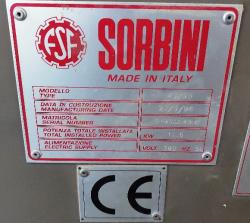 FSF SORBINI
MADE IN ITALY
MODELLO
TYPE
DATA DI COSTRUZIONE
MANUFACTURING DATE
MATRICOLA
SERIAL NUMBER
POTENZA TOTALE INSTALLATA
INSTALLED TOTAL POWER KW
ALIMENTAZIONE
ELECTRIC SUPPLY VOLT HZ
CE